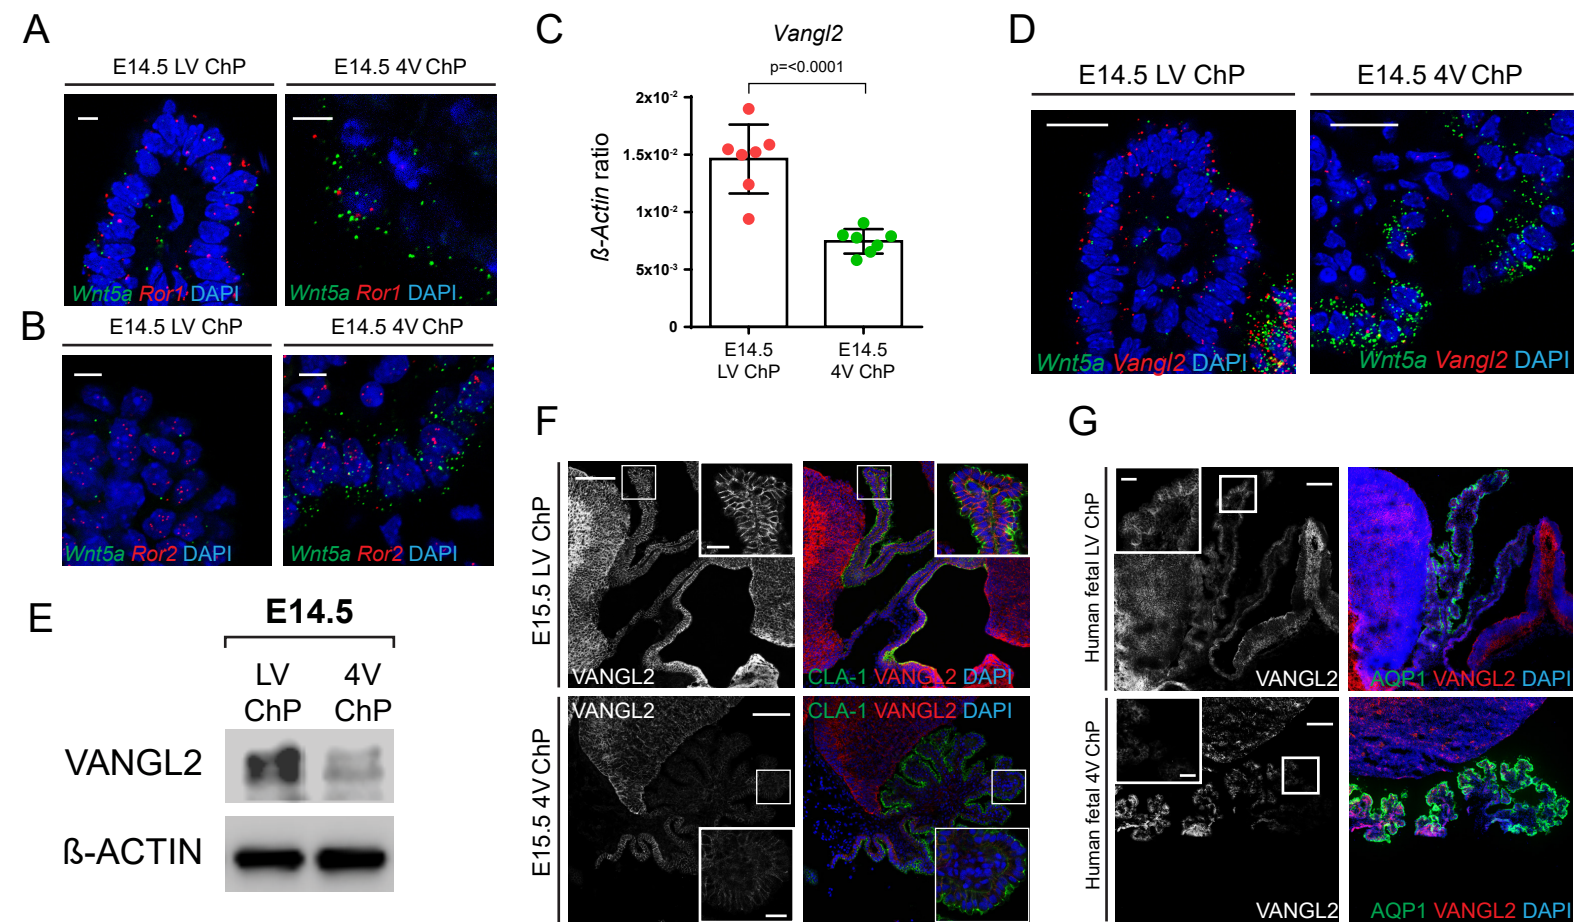 A
E14.5 LV ChP
E14.5 4V ChP
Wnt5a Ror1 DAPI
Wnt5a Ror1 DAPI
B
E14.5 LV ChP
E14.5 4V ChP
Wnt5a Ror2 DAPI
Wnt5a Ror2 DAPI
C
Vangl2
p=<0.0001
ß-Actin ratio
2x10⁻²
1.5x10⁻²
1x10⁻²
5x10⁻³
0
E14.5
LV ChP
E14.5
4V ChP
D
E14.5 LV ChP
E14.5 4V ChP
Wnt5a Vangl2 DAPI
Wnt5a Vangl2 DAPI
E
E14.5
LV
ChP
4V
ChP
VANGL2
ß-ACTIN
F
E15.5 LV ChP
VANGL2
CLA-1 VANGL2 DAPI
E15.5 4V ChP
VANGL2
CLA-1 VANGL2 DAPI
G
Human fetal LV ChP
VANGL2
AQP1 VANGL2 DAPI
Human fetal 4V ChP
VANGL2
AQP1 VANGL2 DAPI